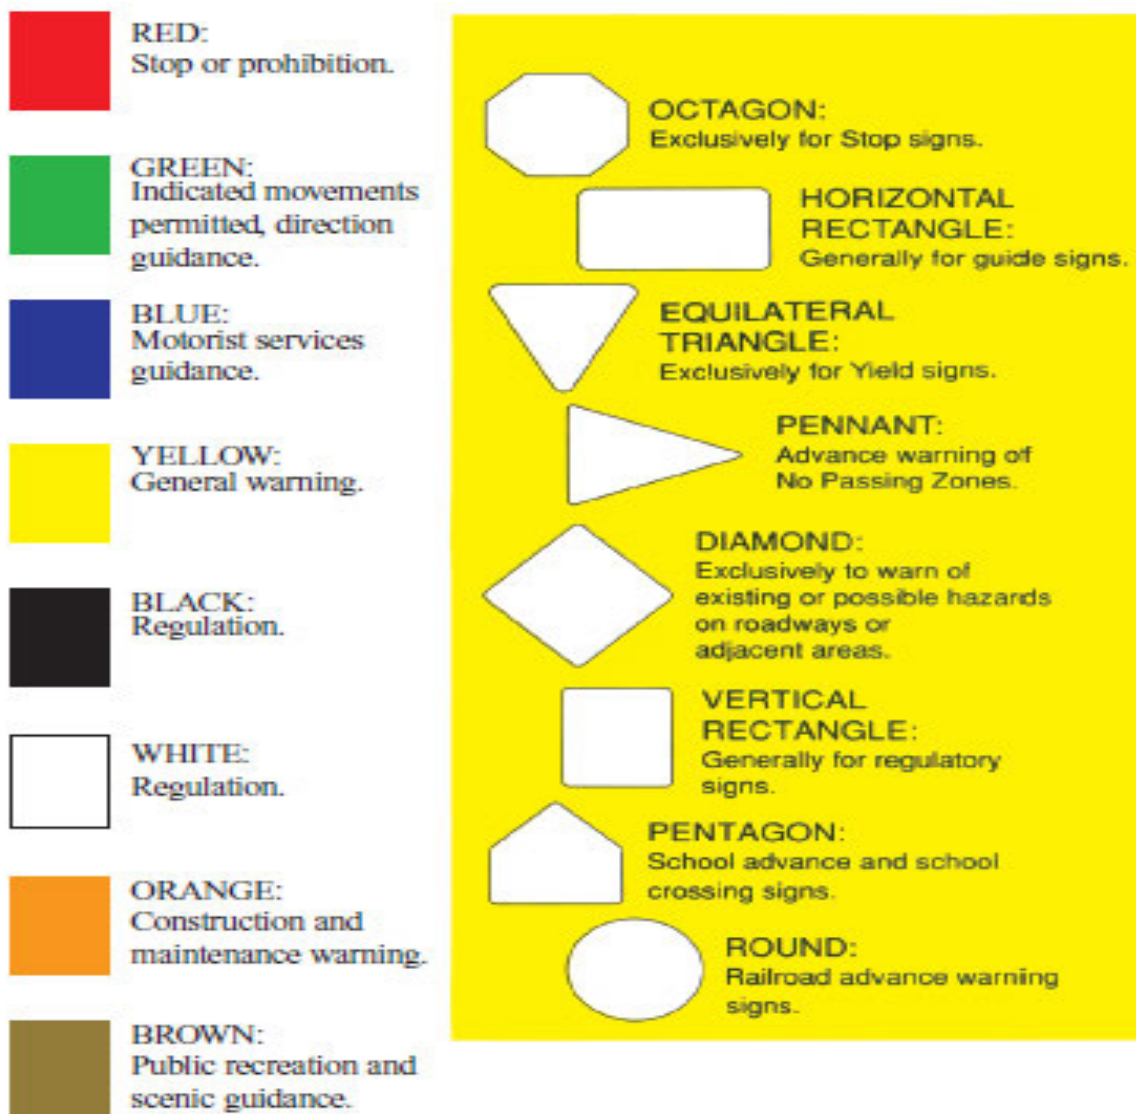 RED:
Stop or prohibition.
GREEN:
Indicated movements
permitted, direction
guidance.
BLUE:
Motorist services
guidance.
YELLOW:
General warning.
BLACK:
Regulation.
WHITE:
Regulation.
ORANGE:
Construction and
maintenance warning.
BROWN:
Public recreation and
scenic guidance.
OCTAGON:
Exclusively for Stop signs.
HORIZONTAL
RECTANGLE:
Generally for guide signs.
EQUILATERAL
TRIANGLE:
Exclusively for Yield signs.
PENNANT:
Advance warning of
No Passing Zones.
DIAMOND:
Exclusively to warn of
existing or possible hazards
on roadways or
adjacent areas.
VERTICAL
RECTANGLE:
Generally for regulatory
signs.
PENTAGON:
School advance and school
crossing signs.
ROUND:
Railroad advance warning
signs.